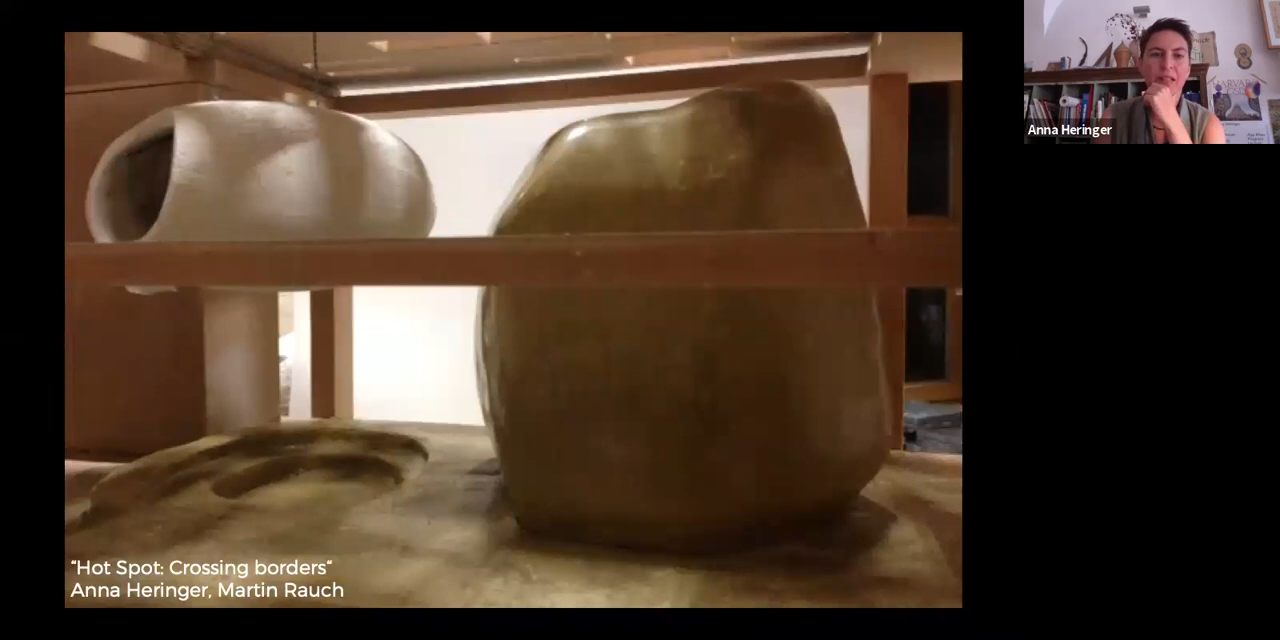 Anna Heringer
"Hot Spot: Crossing borders"
Anna Heringer, Martin Rauch